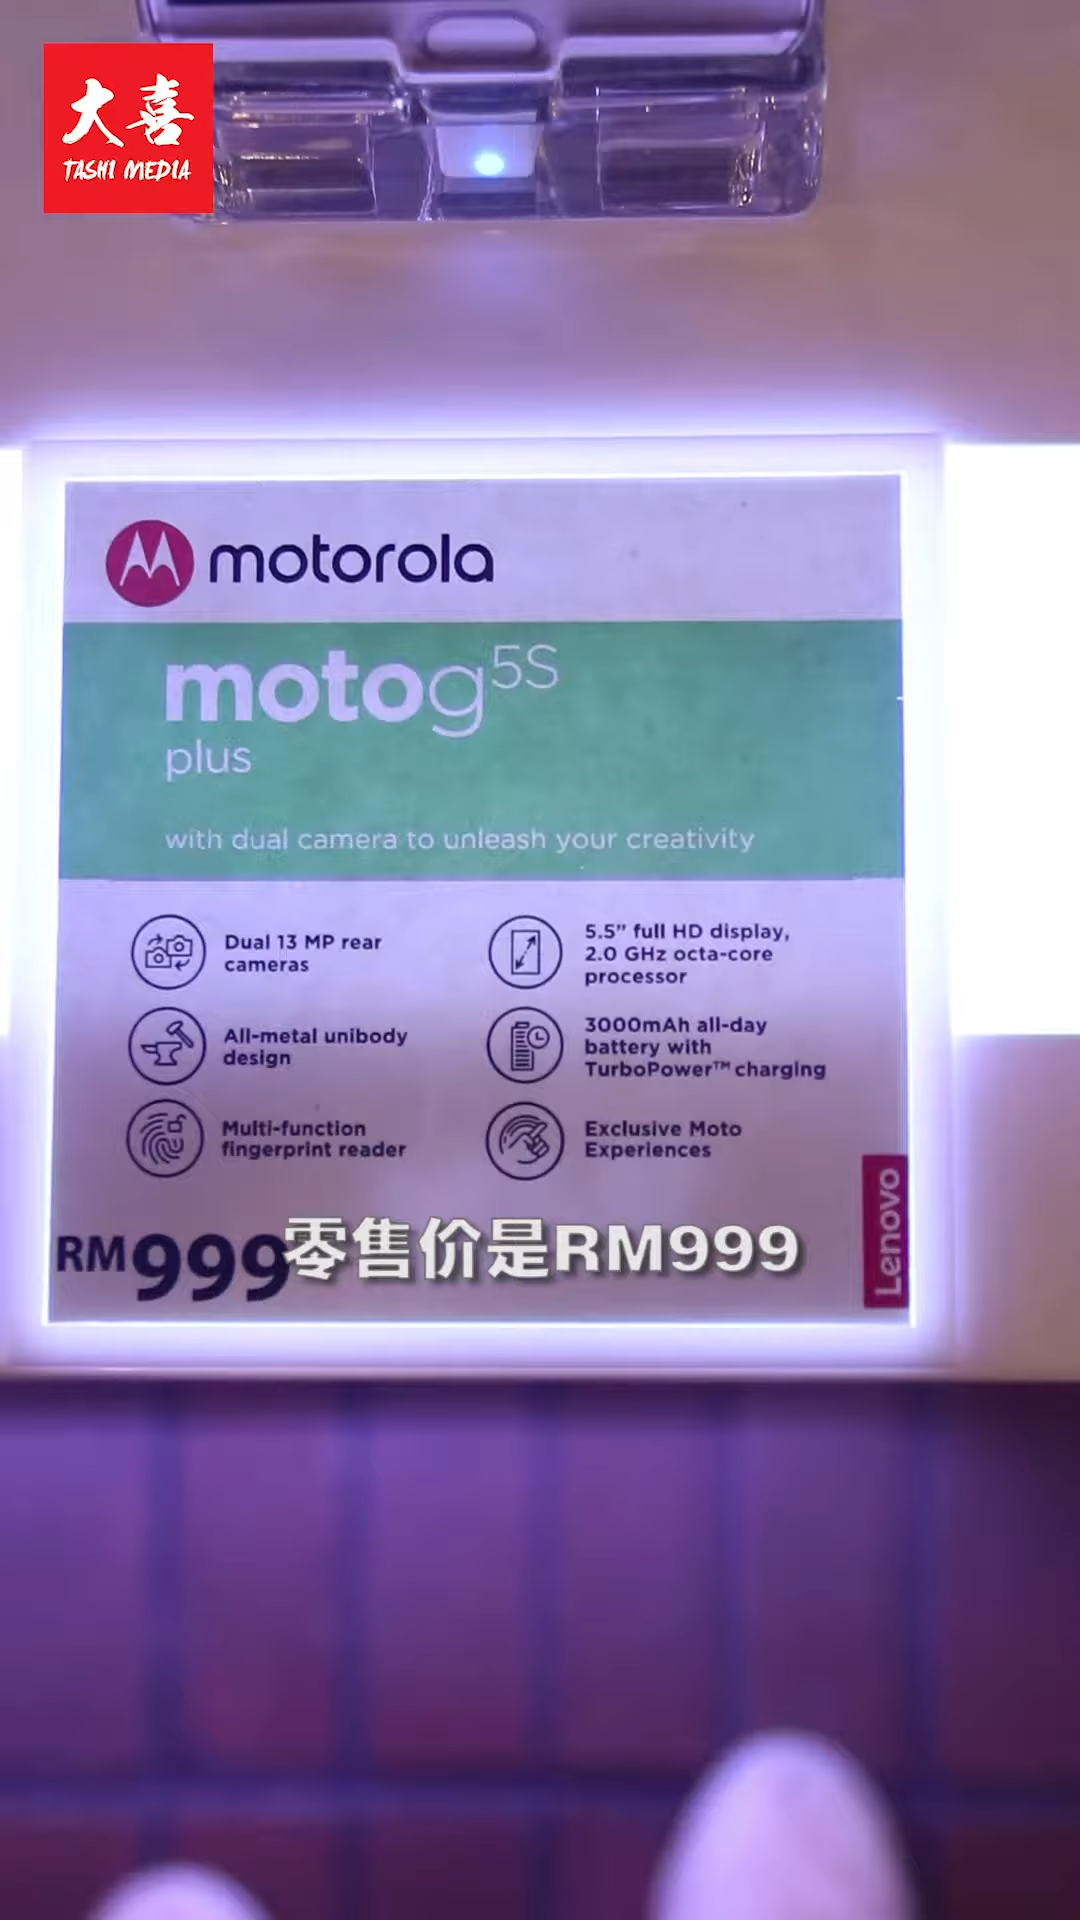 大喜
TASHI MEDIA
motorola
motog5S
plus
with dual camera to unleash your creativity
Dual 13 MP rear
cameras
5.5" full HD display,
2.0 GHz octa-core
processor
All-metal unibody
design
3000mAh all-day
battery with
TurboPower™ charging
Multi-function
fingerprint reader
Exclusive Moto
Experiences
Lenovo
RM999
零售价是RM999